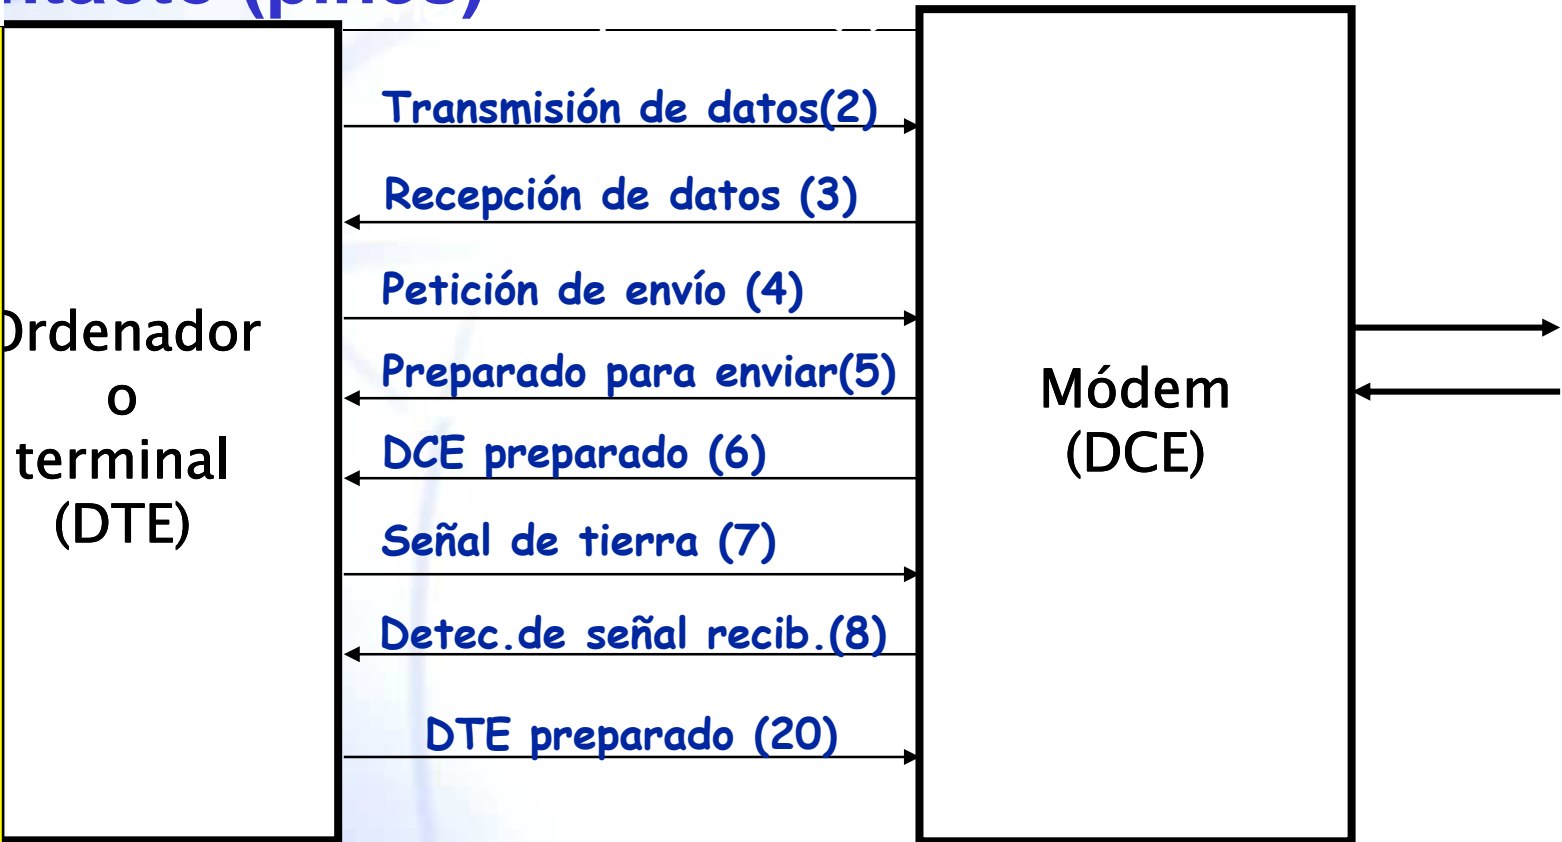 (pines)
Transmisión de datos(2)
Recepción de datos (3)
Petición de envío (4)
Preparado para enviar(5)
DCE preparado (6)
Señal de tierra (7)
Detec.de señal recib.(8)
DTE preparado (20)
Ordenador
o
terminal
(DTE)
Módem
(DCE)